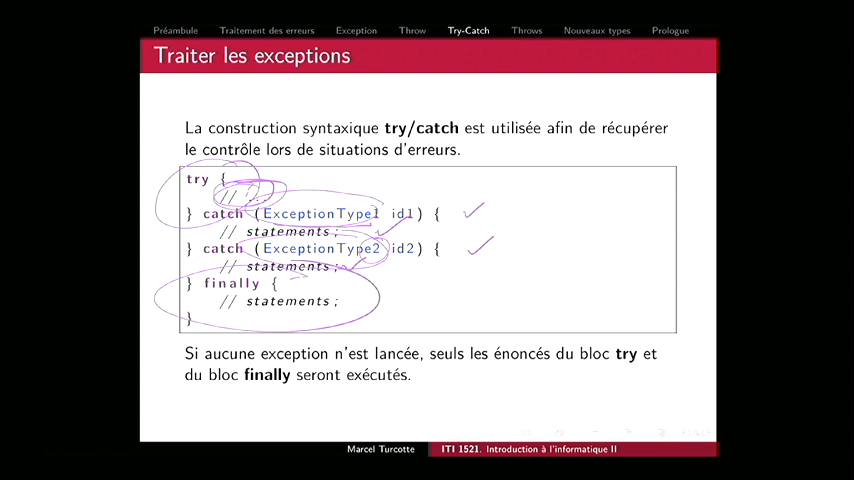 Préambule Traitement des erreurs Exception Throw Try-Catch Throws Nouveaux types Prologue
Traiter les exceptions
La construction syntaxique try/catch est utilisée afin de récupérer
le contrôle lors de situations d'erreurs.
try {
// ...
} catch (ExceptionType1 id1) {
// statements;
} catch (ExceptionType2 id2) {
// statements;
} finally {
// statements;
}
Si aucune exception n'est lancée, seuls les énoncés du bloc try et
du bloc finally seront exécutés.
Marcel Turcotte ITI 1521. Introduction à l'informatique II